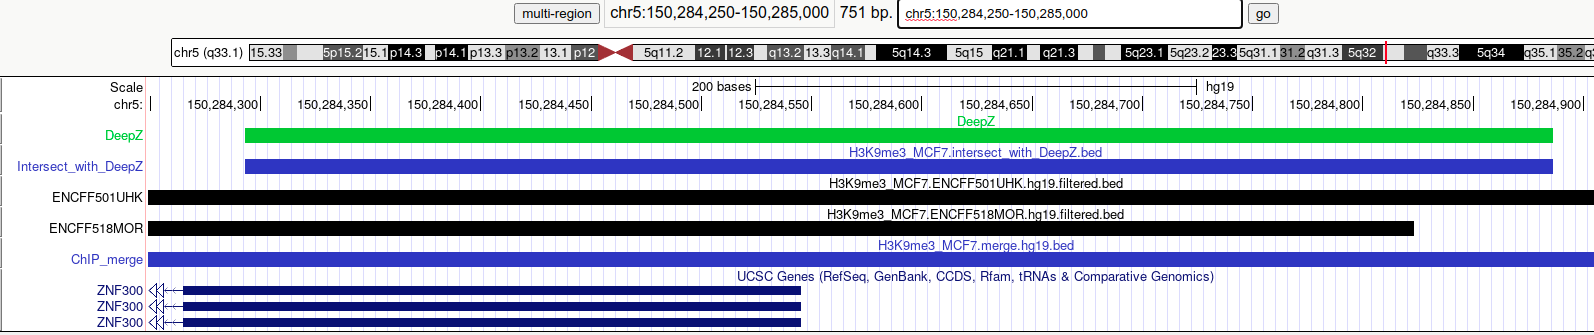 multi-region chr5:150,284,250-150,285,000 751 bp. chr5:150,284,250-150,285,000 go
chr5 (q33.1) 15.33 5p15.2 15.1 p14.3 p14.1 p13.3 p13.2 13.1 p12 5q11.2 12.1 12.3 q13.2 13.3 q14.1 5q14.3 5q15 q21.1 q21.3 5q23.1 5q23.2 23.3 5q31.1 31.2 q31.3 5q32 q33.3 5q34 q35.1 35.2
Scale 200 bases hg19
chr5: 150,284,300 150,284,350 150,284,400 150,284,450 150,284,500 150,284,550 150,284,600 150,284,650 150,284,700 150,284,750 150,284,800 150,284,850 150,284,900
DeepZ
DeepZ
H3K9me3_MCF7.intersect_with_DeepZ.bed
Intersect_with_DeepZ
H3K9me3_MCF7.ENCFF501UHK.hg19.filtered.bed
ENCFF501UHK
H3K9me3_MCF7.ENCFF518MOR.hg19.filtered.bed
ENCFF518MOR
H3K9me3_MCF7.merge.hg19.bed
ChIP_merge
UCSC Genes (RefSeq, GenBank, CCDS, Rfam, tRNAs & Comparative Genomics)
ZNF300
ZNF300
ZNF300